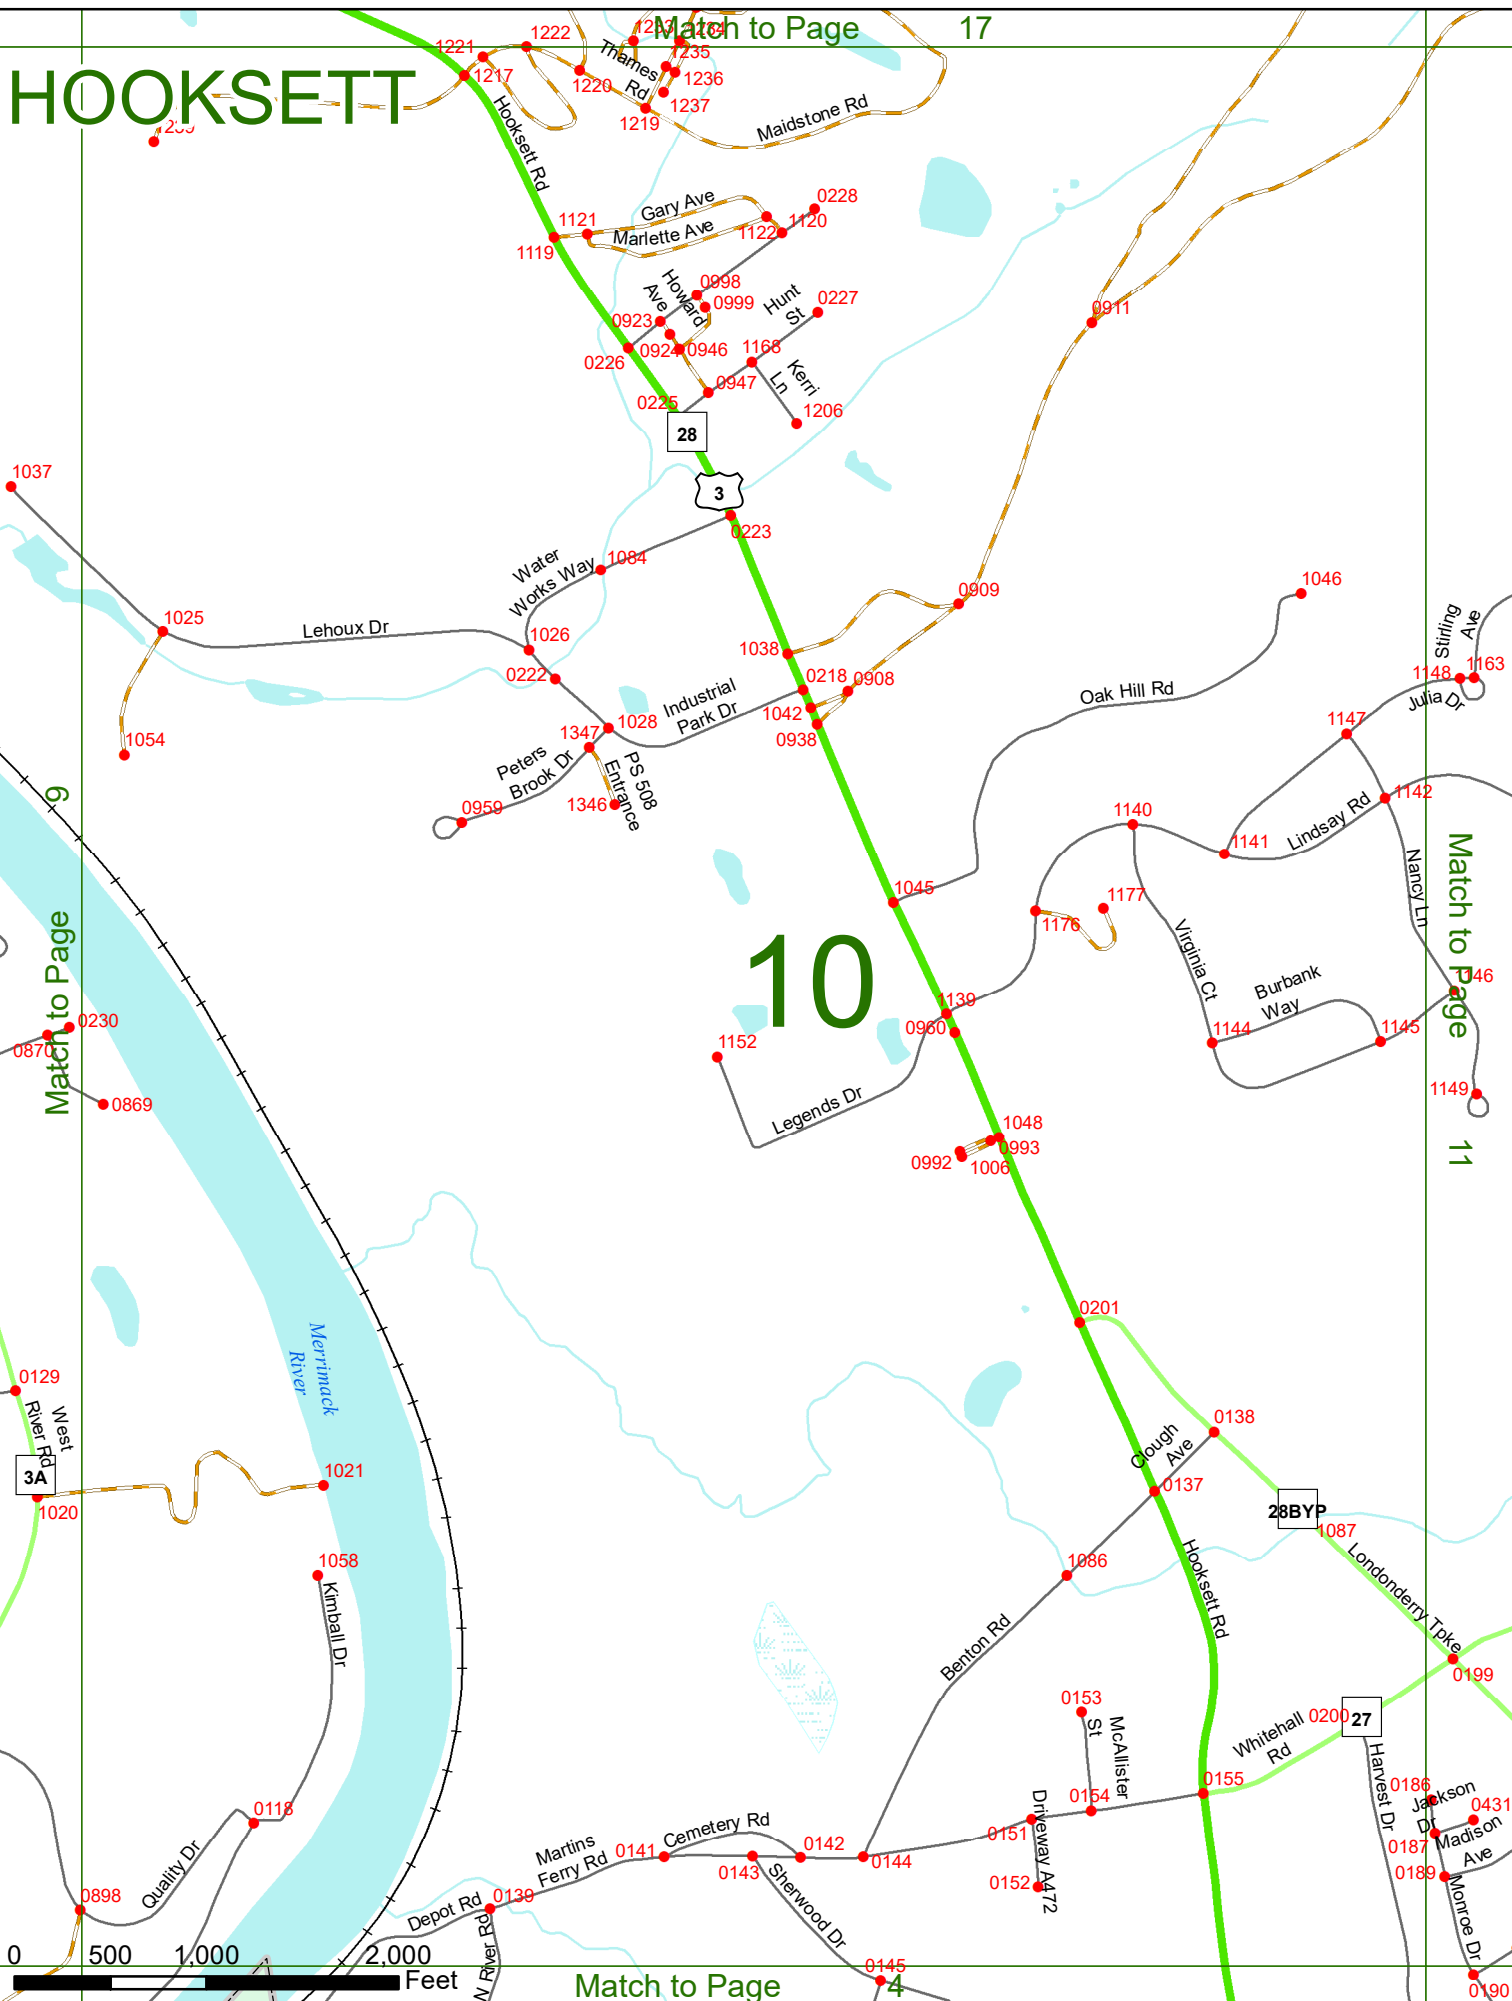 Match to Page 17
HOOKSETT
1221
1222
1217
1220
1233
1234
1235
1236
1237
1219
Thames
Rd
Maidstone Rd
Hooksett Rd
1121
1119
Gary Ave
Marlette Ave
1122
1120
0228
0998
0999
Howard
Ave
Hunt
St
0227
0923
0924
0946
0226
1168
0947
0225
Kerri
Ln
1206
0911
28
3
1037
0223
Water
Works Way
1084
1025
Lehoux Dr
1026
0222
0909
1046
1038
0218
0908
1042
0938
Industrial
Park Dr
Oak Hill Rd
Stirling
Ave
1148
1163
Julia Dr
1054
1028
1347
Peters
Brook Dr
PS 508
Entrance
1346
0959
1147
1142
1140
1141
Lindsay Rd
Match to Page 9
1045
1176
1177
Nancy Ln
Virginia Ct
Match to Page 11
10
1139
0960
1146
Burbank
Way
1144
1145
0230
0870
0869
1152
Legends Dr
1149
1048
0993
0992
1006
0201
Merrimack
River
0129
West
River Rd
3A
1020
1021
0138
Clough
Ave
0137
28BYP
1087
1058
Kimball Dr
1086
Hooksett Rd
Londonderry Tpke
Benton Rd
0199
0153
McAllister
St
0200
27
Whitehall
Rd
0155
0154
0118
Harvest Dr
0186
Jackson
Dr
0431
0187
Madison
Ave
0189
Monroe Dr
0190
Quality Dr
Martins
Ferry Rd
0141
Cemetery Rd
0142
0143
0144
0151
Driveway A472
0152
0898
Depot Rd
0139
N River Rd
Sherwood Dr
0145
0 500 1,000 2,000
Feet
Match to Page 4